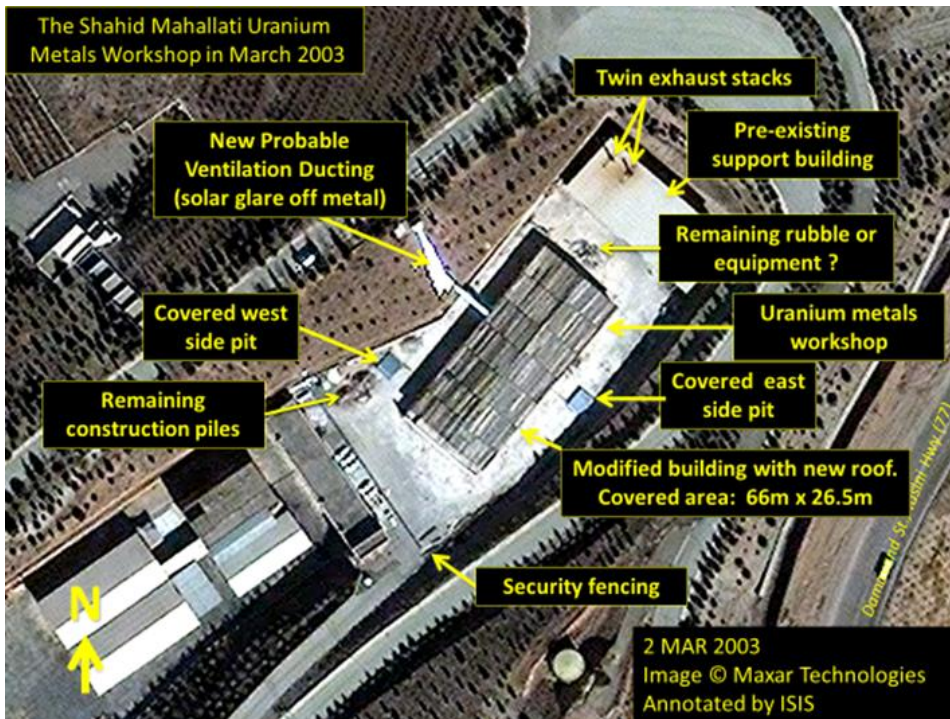 The Shahid Mahallati Uranium
Metals Workshop in March 2003
Twin exhaust stacks
New Probable
Ventilation Ducting
(solar glare off metal)
Pre-existing
support building
Remaining rubble or
equipment ?
Covered west
side pit
Uranium metals
workshop
Remaining
construction piles
Covered east
side pit
Modified building with new roof.
Covered area: 66m x 26.5m
Security fencing
N
2 MAR 2003
Image © Maxar Technologies
Annotated by ISIS
Hwy (77)